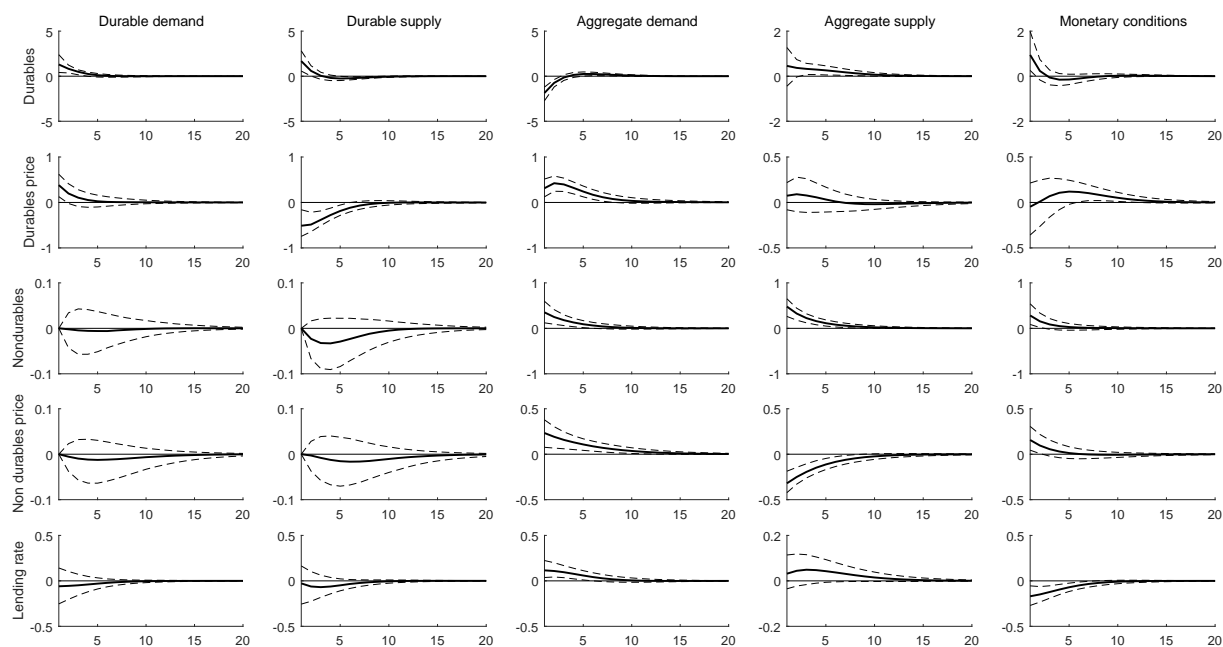 Durable demand Durable supply Aggregate demand Aggregate supply Monetary conditions
Durables
5 0 -5 5 10 15 20
5 0 -5 5 10 15 20
5 0 -5 5 10 15 20
2 0 -2 5 10 15 20
2 0 -2 5 10 15 20
Durables price
1 0 -1 5 10 15 20
1 0 -1 5 10 15 20
1 0 -1 5 10 15 20
0.5 0 -0.5 5 10 15 20
0.5 0 -0.5 5 10 15 20
Nondurables
0.1 0 -0.1 5 10 15 20
0.1 0 -0.1 5 10 15 20
1 0 -1 5 10 15 20
1 0 -1 5 10 15 20
1 0 -1 5 10 15 20
Non durables price
0.1 0 -0.1 5 10 15 20
0.1 0 -0.1 5 10 15 20
0.5 0 -0.5 5 10 15 20
0.5 0 -0.5 5 10 15 20
0.5 0 -0.5 5 10 15 20
Lending rate
0.5 0 -0.5 5 10 15 20
0.5 0 -0.5 5 10 15 20
0.5 0 -0.5 5 10 15 20
0.2 0 -0.2 5 10 15 20
0.5 0 -0.5 5 10 15 20